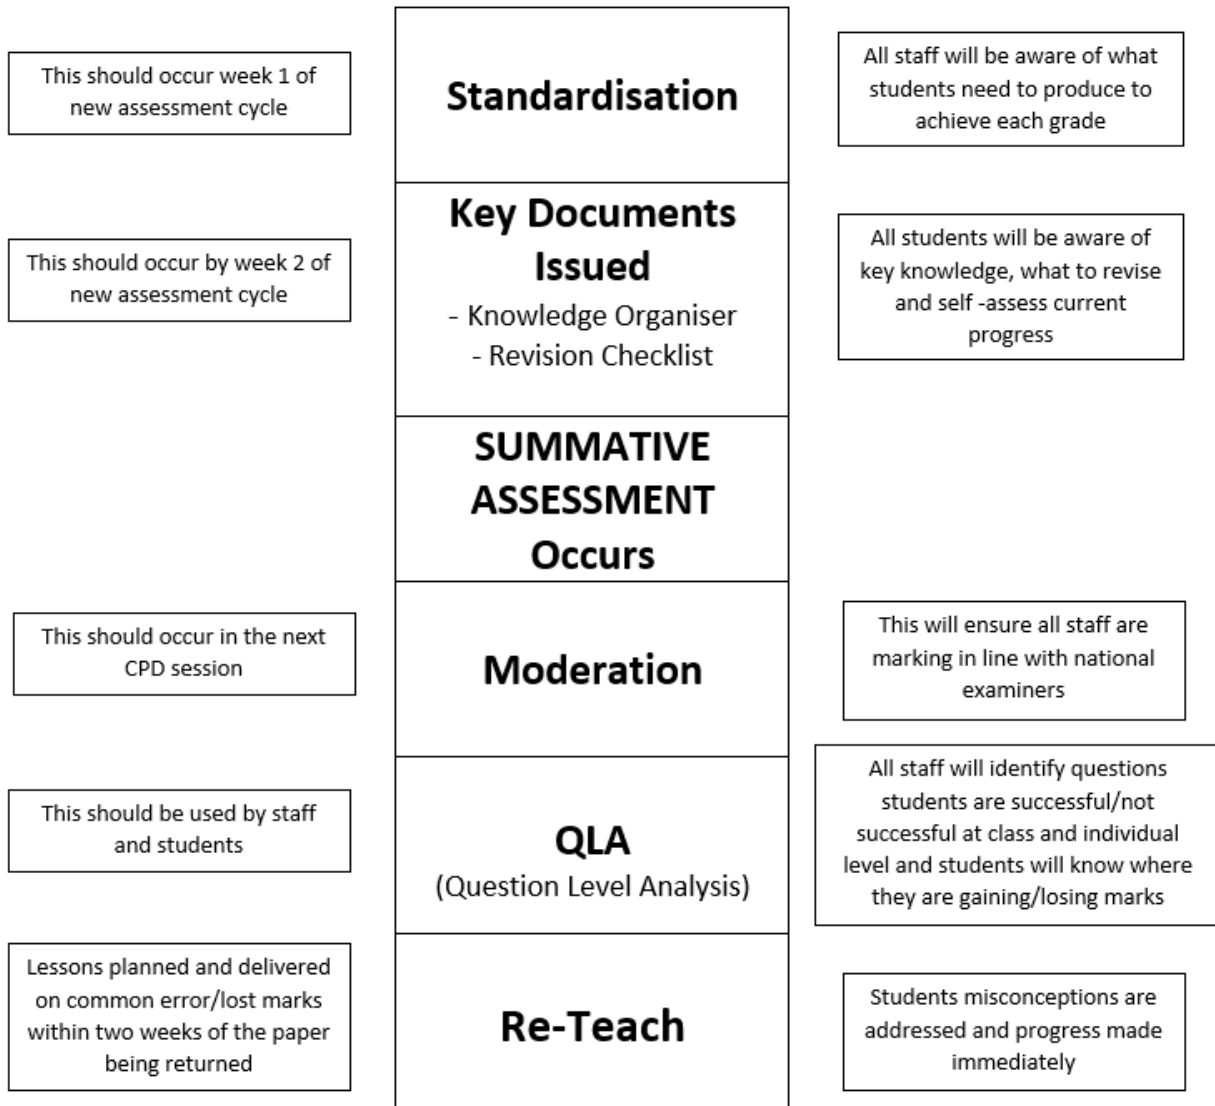 This should occur week 1 of
new assessment cycle
Standardisation
All staff will be aware of what
students need to produce to
achieve each grade
This should occur by week 2 of
new assessment cycle
Key Documents
Issued
- Knowledge Organiser
- Revision Checklist
All students will be aware of
key knowledge, what to revise
and self -assess current
progress
SUMMATIVE
ASSESSMENT
Occurs
This should occur in the next
CPD session
Moderation
This will ensure all staff are
marking in line with national
examiners
This should be used by staff
and students
QLA
(Question Level Analysis)
All staff will identify questions
students are successful/not
successful at class and individual
level and students will know where
they are gaining/losing marks
Lessons planned and delivered
on common error/lost marks
within two weeks of the paper
being returned
Re-Teach
Students misconceptions are
addressed and progress made
immediately